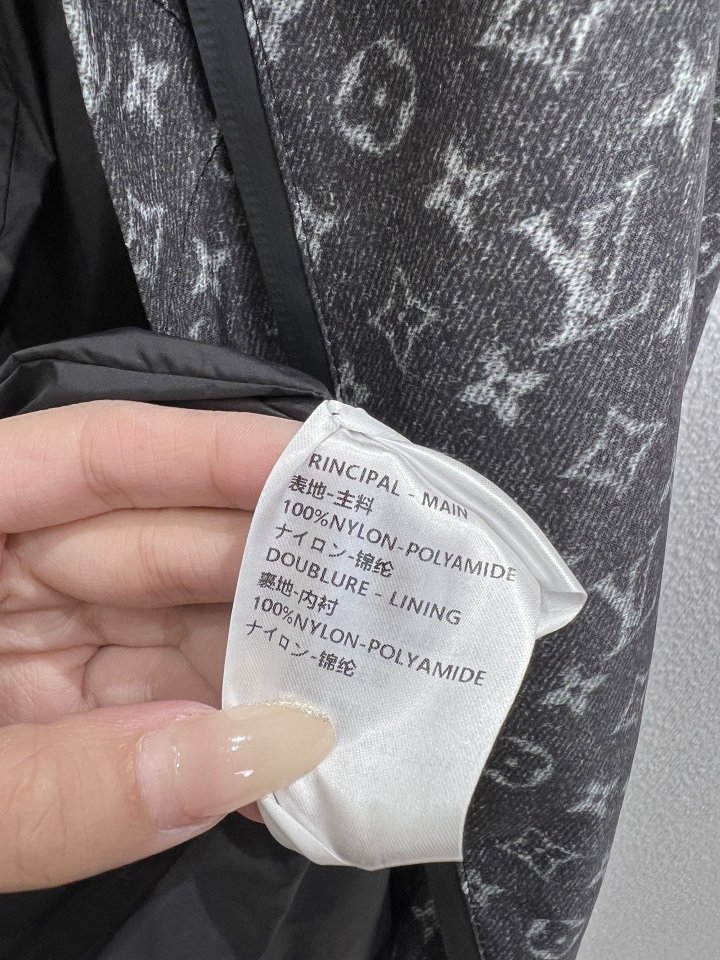 RINCIPAL - MAIN
表地-主料
100%NYLON-POLYAMIDE
ナイロン-锦纶
DOUBLURE - LINING
裏地-内衬
100%NYLON-POLYAMIDE
ナイロン-锦纶
LV